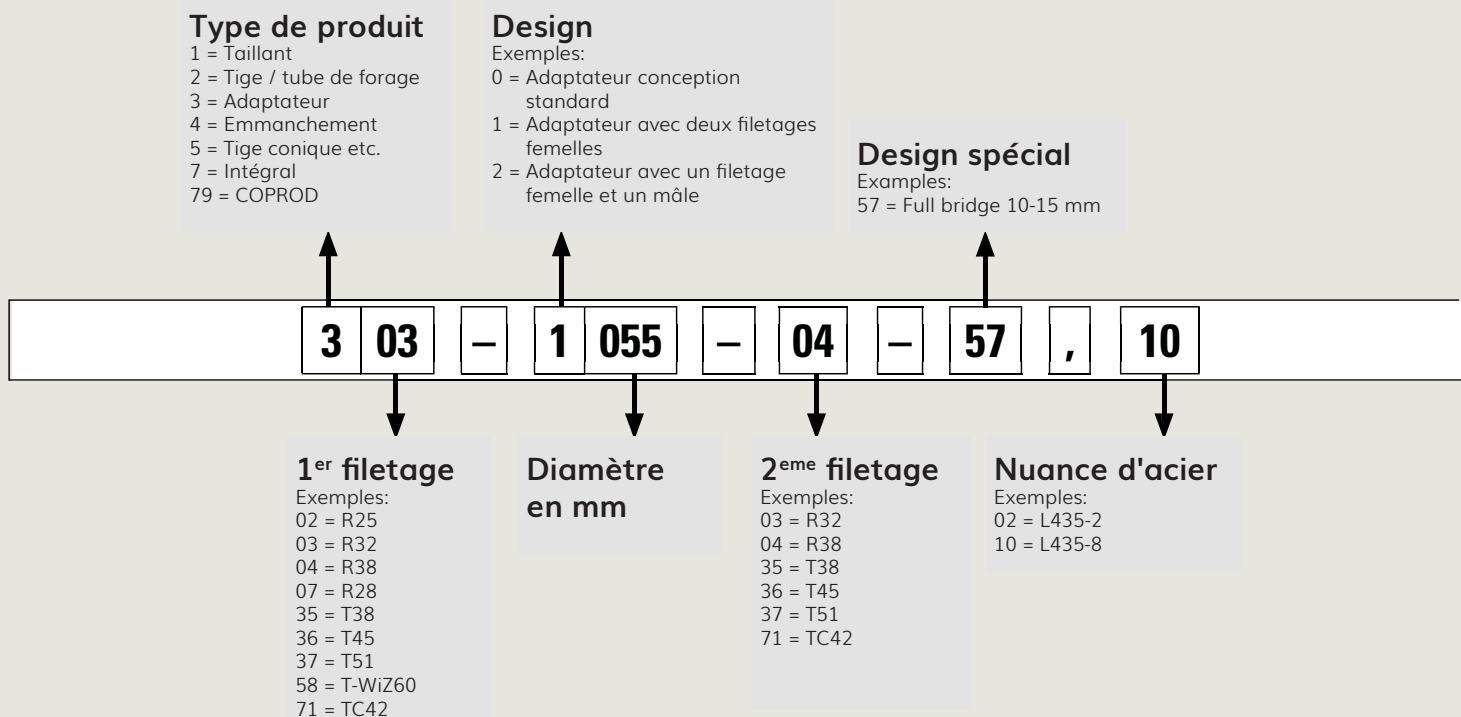 Type de produit
1 = Taillant
2 = Tige / tube de forage
3 = Adaptateur
4 = Emmanchement
5 = Tige conique etc.
7 = Intégral
79 = COPROD
Design
Exemples:
0 = Adaptateur conception
standard
1 = Adaptateur avec deux filetages
femelles
2 = Adaptateur avec un filetage
femelle et un mâle
Design spécial
Examples:
57 = Full bridge 10-15 mm
3 03 – 1 055 – 04 – 57 , 10
1er filetage
Exemples:
02 = R25
03 = R32
04 = R38
07 = R28
35 = T38
36 = T45
37 = T51
58 = T-WiZ60
71 = TC42
Diamètre
en mm
2eme filetage
Exemples:
03 = R32
04 = R38
35 = T38
36 = T45
37 = T51
71 = TC42
Nuance d'acier
Exemples:
02 = L435-2
10 = L435-8